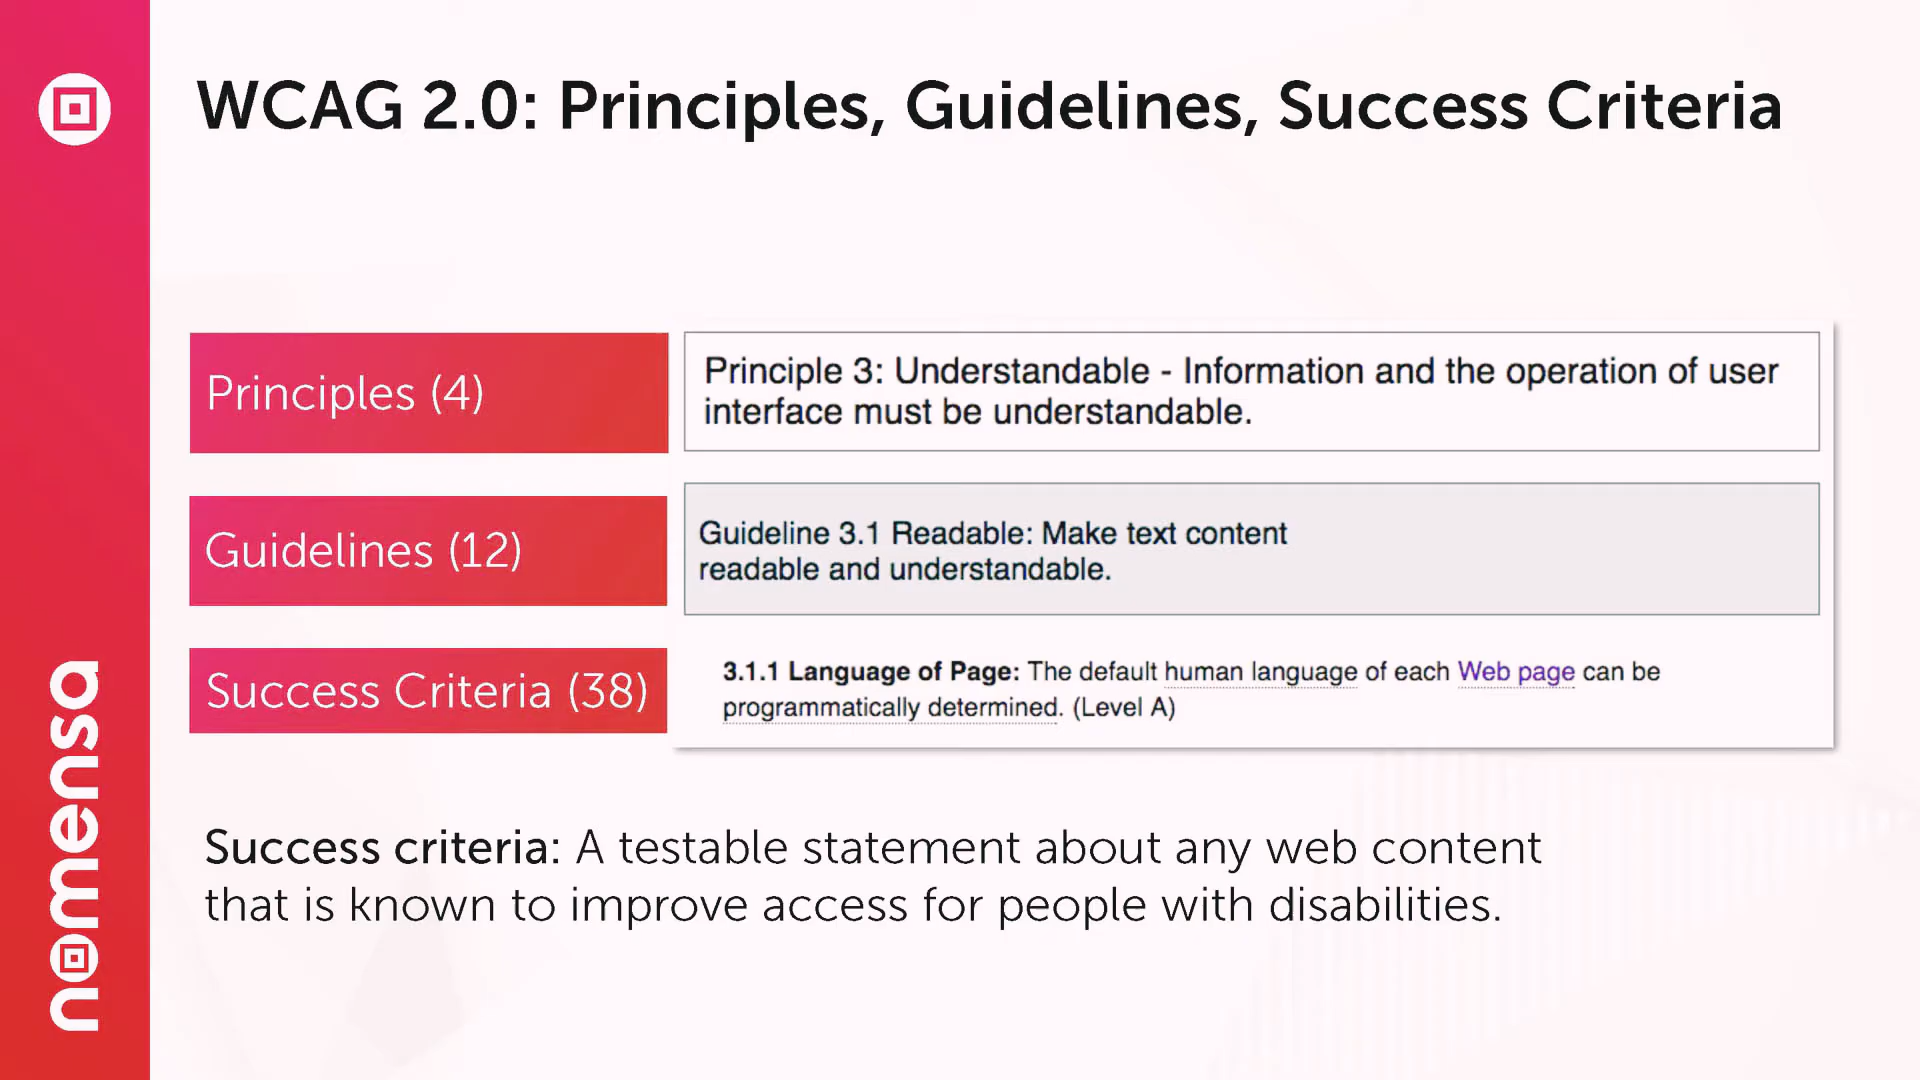 WCAG 2.0: Principles, Guidelines, Success Criteria
Principles (4)
Principle 3: Understandable - Information and the operation of user
interface must be understandable.
Guidelines (12)
Guideline 3.1 Readable: Make text content
readable and understandable.
Success Criteria (38)
3.1.1 Language of Page: The default human language of each Web page can be
programmatically determined. (Level A)
Success criteria: A testable statement about any web content
that is known to improve access for people with disabilities.
nomensa